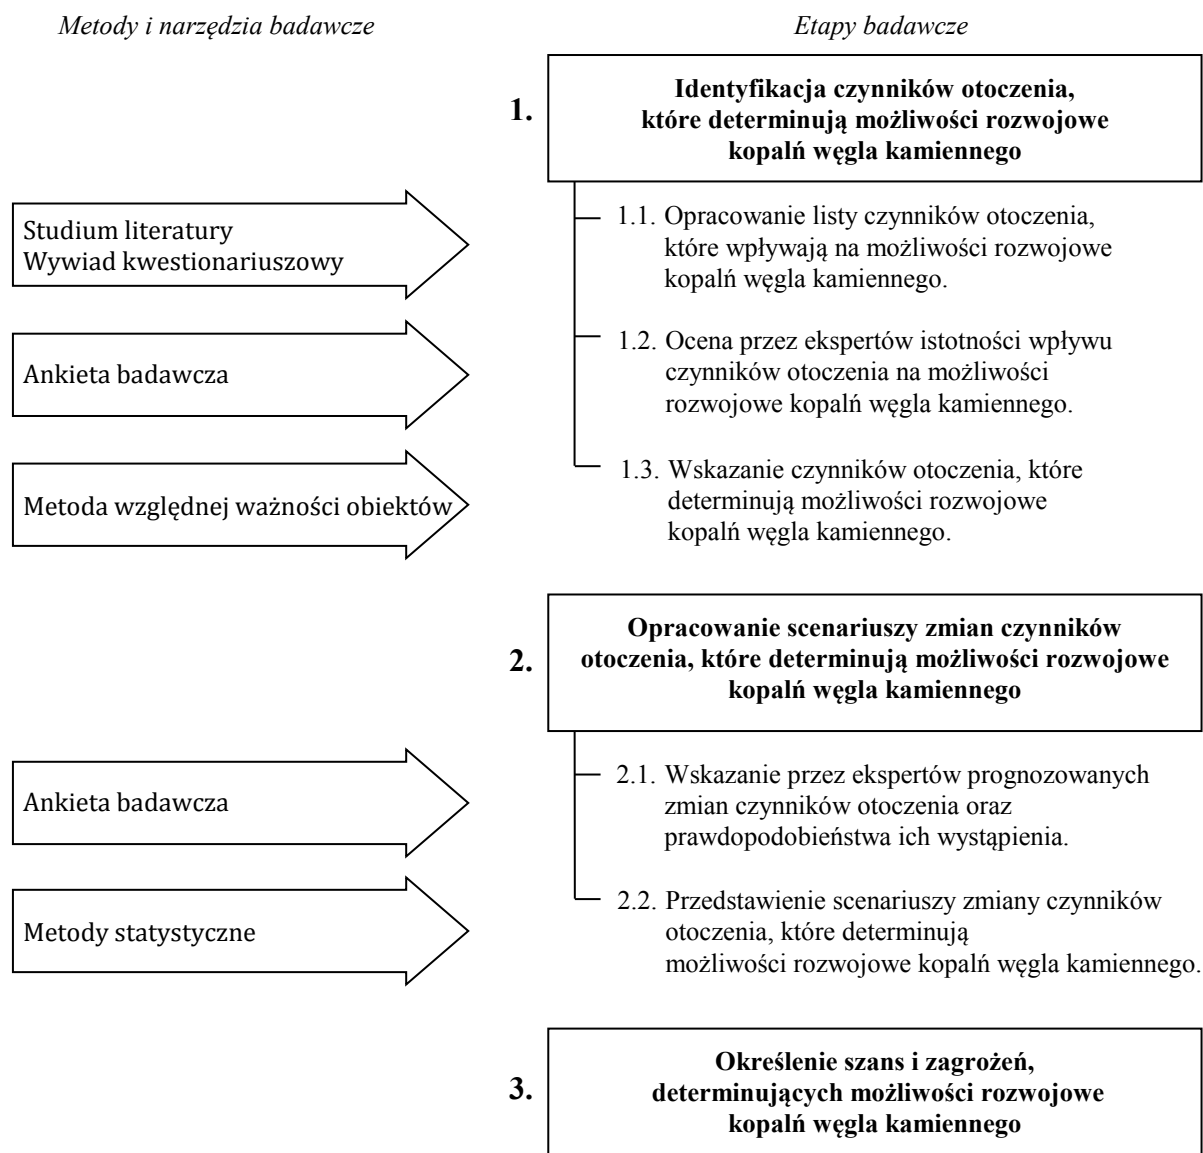 Metody i narzędzia badawcze
Etapy badawcze
1.
Identyfikacja czynników otoczenia,
które determinują możliwości rozwojowe
kopalń węgla kamiennego
Studium literatury
Wywiad kwestionariuszowy
1.1. Opracowanie listy czynników otoczenia,
które wpływają na możliwości rozwojowe
kopalń węgla kamiennego.
Ankieta badawcza
1.2. Ocena przez ekspertów istotności wpływu
czynników otoczenia na możliwości
rozwojowe kopalń węgla kamiennego.
Metoda względnej ważności obiektów
1.3. Wskazanie czynników otoczenia, które
determinują możliwości rozwojowe
kopalń węgla kamiennego.
2.
Opracowanie scenariuszy zmian czynników
otoczenia, które determinują możliwości rozwojowe
kopalń węgla kamiennego
Ankieta badawcza
2.1. Wskazanie przez ekspertów prognozowanych
zmian czynników otoczenia oraz
prawdopodobieństwa ich wystąpienia.
Metody statystyczne
2.2. Przedstawienie scenariuszy zmiany czynników
otoczenia, które determinują
możliwości rozwojowe kopalń węgla kamiennego.
3.
Określenie szans i zagrożeń,
determinujących możliwości rozwojowe
kopalń węgla kamiennego